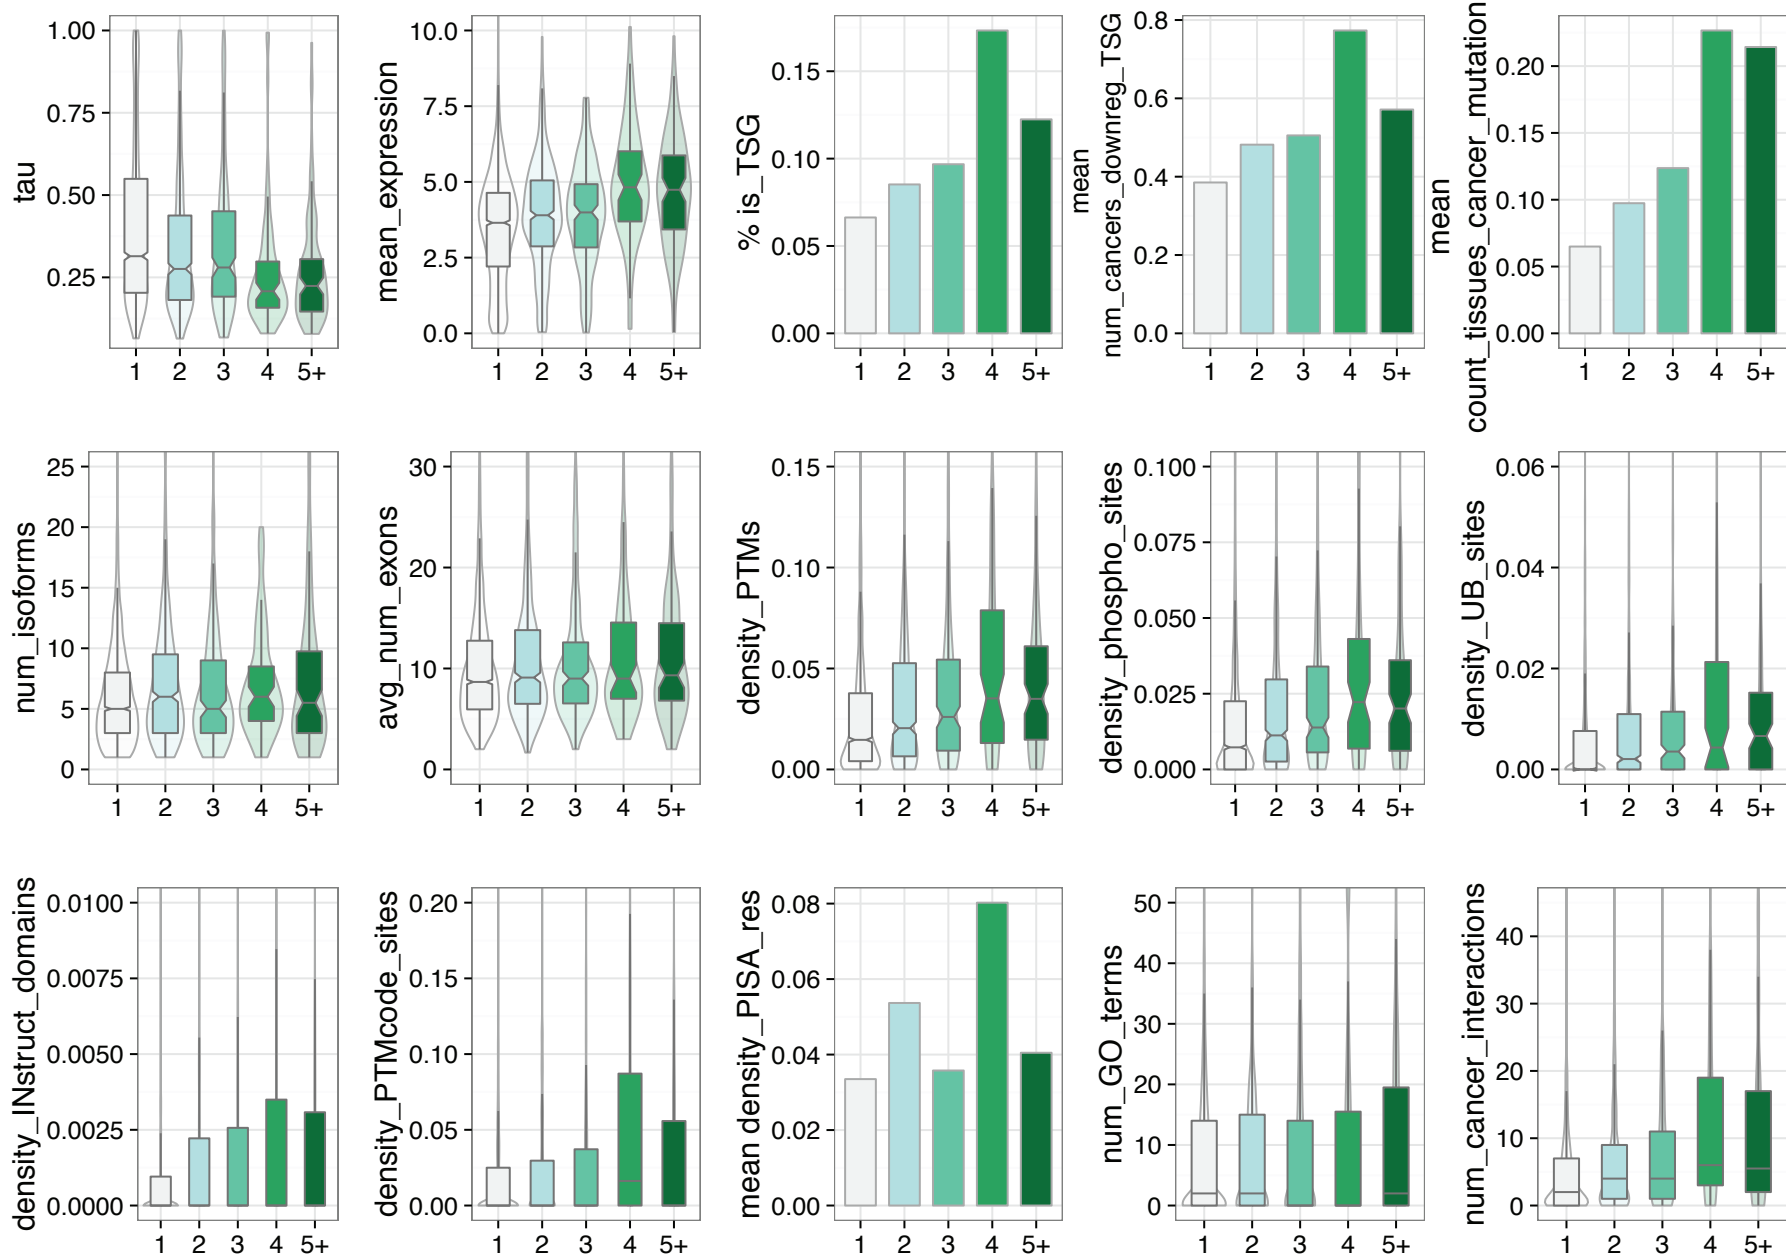 tau
1.00
0.75
0.50
0.25
1 2 3 4 5+
mean_expression
10.0
7.5
5.0
2.5
0.0
1 2 3 4 5+
% is_TSG
0.15
0.10
0.05
0.00
1 2 3 4 5+
mean
num_cancers_downreg_TSG
0.8
0.6
0.4
0.2
0.0
1 2 3 4 5+
mean
count_tissues_cancer_mutation
0.20
0.15
0.10
0.05
0.00
1 2 3 4 5+
num_isoforms
25
20
15
10
5
0
1 2 3 4 5+
avg_num_exons
30
20
10
0
1 2 3 4 5+
density_PTMs
0.15
0.10
0.05
0.00
1 2 3 4 5+
density_phospho_sites
0.100
0.075
0.050
0.025
0.000
1 2 3 4 5+
density_UB_sites
0.06
0.04
0.02
0.00
1 2 3 4 5+
density_INstruct_domains
0.0100
0.0075
0.0050
0.0025
0.0000
1 2 3 4 5+
density_PTMcode_sites
0.20
0.15
0.10
0.05
0.00
1 2 3 4 5+
mean density_PISA_res
0.08
0.06
0.04
0.02
0.00
1 2 3 4 5+
num_GO_terms
50
40
30
20
10
0
1 2 3 4 5+
num_cancer_interactions
40
30
20
10
0
1 2 3 4 5+